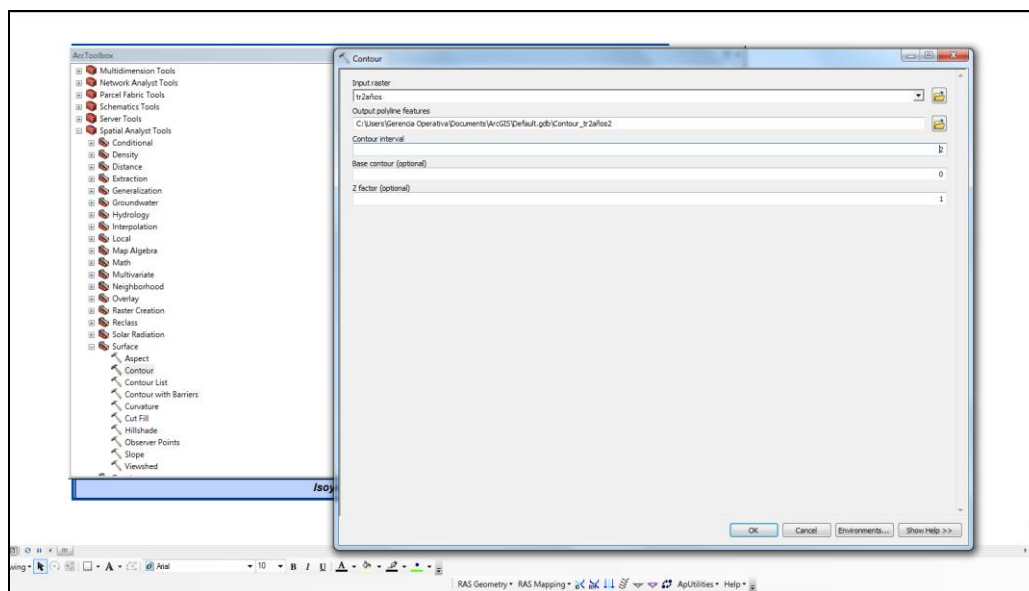 ArcToolbox
Multidimension Tools
Network Analyst Tools
Parcel Fabric Tools
Schematics Tools
Server Tools
Spatial Analyst Tools
Conditional
Density
Distance
Extraction
Generalization
Groundwater
Hydrology
Interpolation
Local
Map Algebra
Math
Multivariate
Neighborhood
Overlay
Raster Creation
Reclass
Solar Radiation
Surface
Aspect
Contour
Contour List
Contour with Barriers
Curvature
Cut Fill
Hillshade
Observer Points
Slope
Viewshed
Contour
Input raster
tr2años
Output polyline features
C:\Users\Gerencia Operativa\Documents\ArcGIS\Default.gdb\Contour_tr2años2
Contour interval
2
Base contour (optional)
0
Z factor (optional)
1
OK Cancel Environments... Show Help >>
Isoy
wing Arial 10 B I U A
RAS Geometry RAS Mapping ApUtilities Help